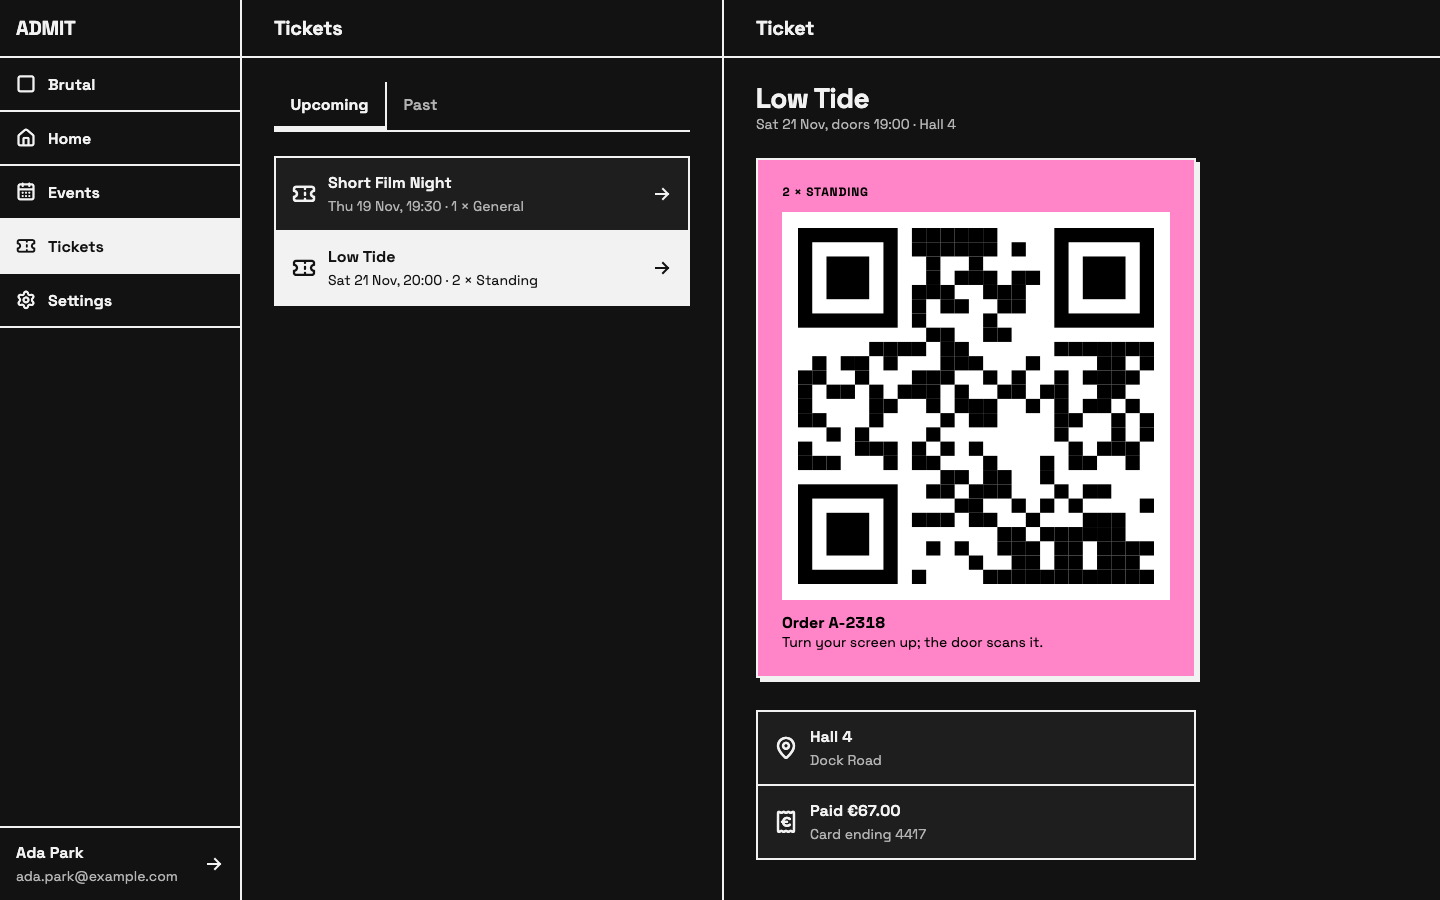 ADMIT
Brutal
Home
Events
Tickets
Settings
Ada Park
ada.park@example.com
Tickets
Upcoming
Past
Short Film Night
Thu 19 Nov, 19:30 · 1 × General
Low Tide
Sat 21 Nov, 20:00 · 2 × Standing
Ticket
Low Tide
Sat 21 Nov, doors 19:00 · Hall 4
2 × STANDING
Order A-2318
Turn your screen up; the door scans it.
Hall 4
Dock Road
Paid €67.00
Card ending 4417